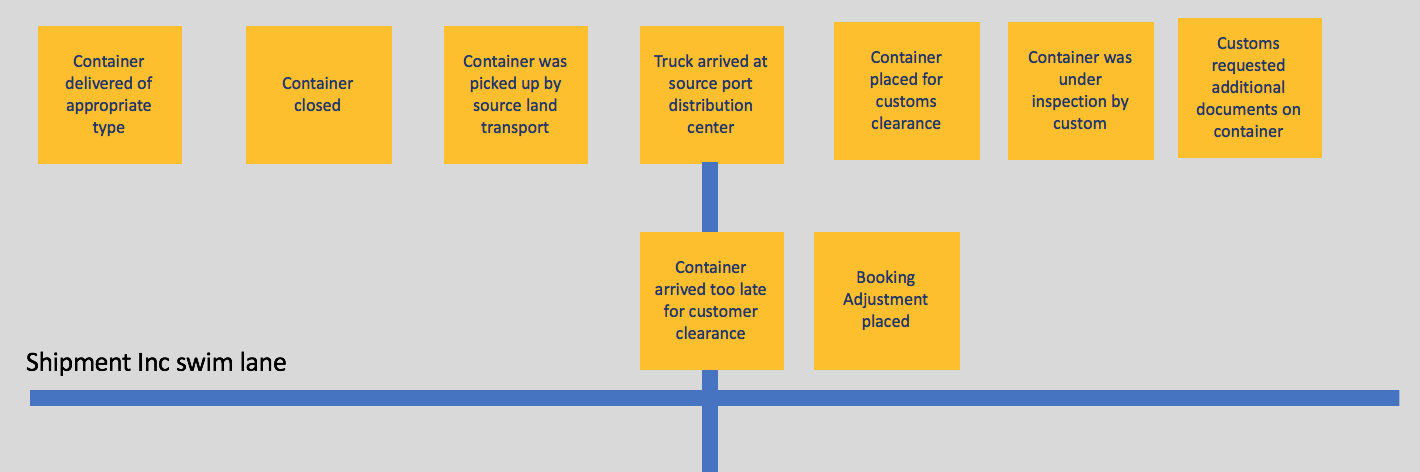 Container
delivered of
appropriate
type
Container
closed
Container was
picked up by
source land
transport
Truck arrived at
source port
distribution
center
Container
placed for
customs
clearance
Container was
under
inspection by
custom
Customs
requested
additional
documents on
container
Container
arrived too late
for customer
clearance
Booking
Adjustment
placed
Shipment Inc swim lane